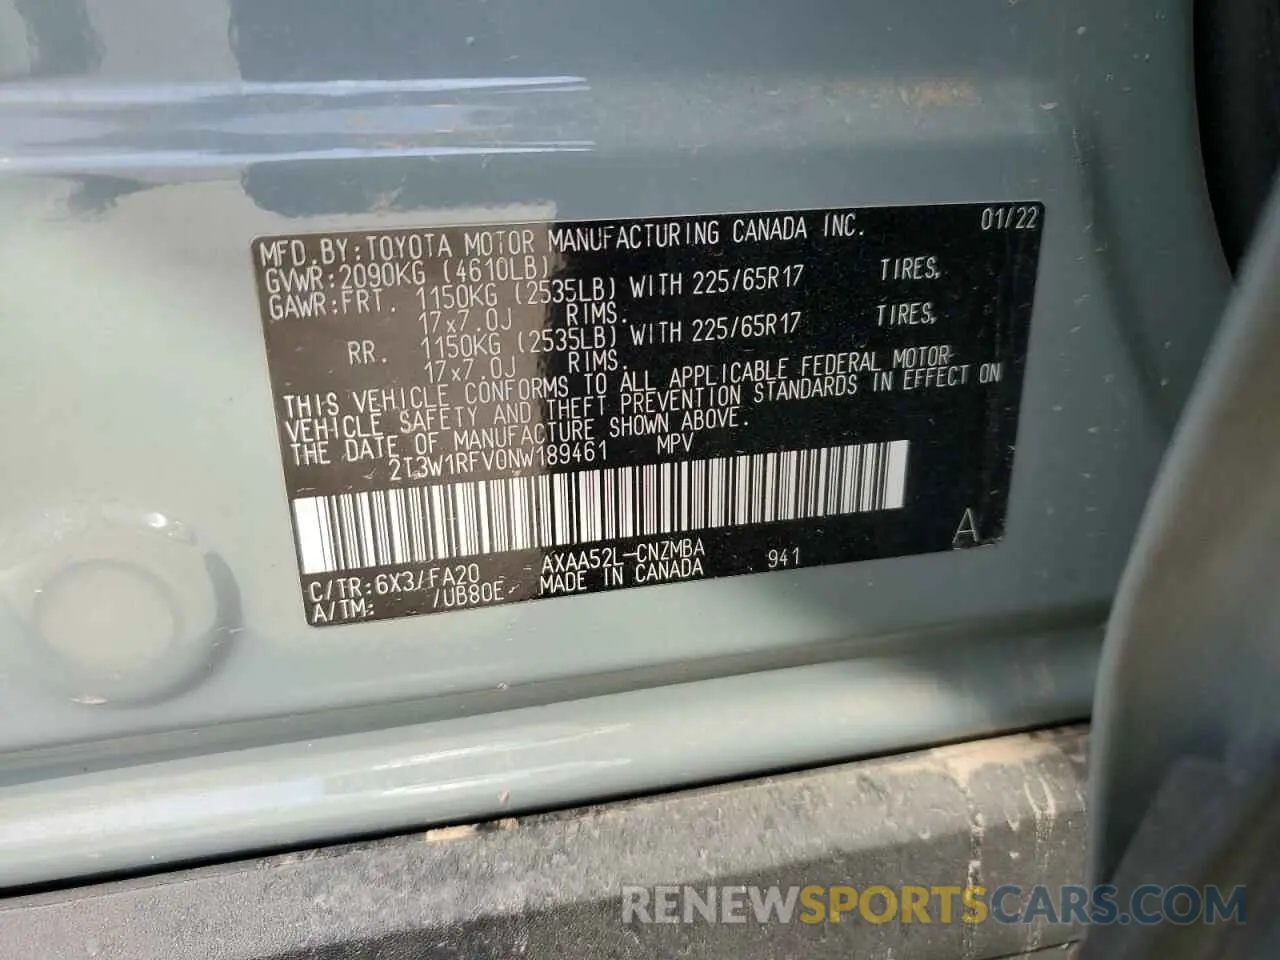 MFD.BY:TOYOTA MOTOR MANUFACTURING CANADA INC. 01/22
GVWR:2090KG (4610LB)
GAWR:FRT. 1150KG (2535LB) WITH 225/65R17 TIRES,
17x7.0J RIMS.
RR. 1150KG (2535LB) WITH 225/65R17 TIRES,
17x7.0J RIMS.
THIS VEHICLE CONFORMS TO ALL APPLICABLE FEDERAL MOTOR
VEHICLE SAFETY AND THEFT PREVENTION STANDARDS IN EFFECT ON
THE DATE OF MANUFACTURE SHOWN ABOVE.
2T3W1RFV0NW189461 MPV
A
C/TR:6X3/FA20 AXAA52L-CNZMBA 941
A/TM: /UB80E MADE IN CANADA
RENEWSPORTSCARS.COM